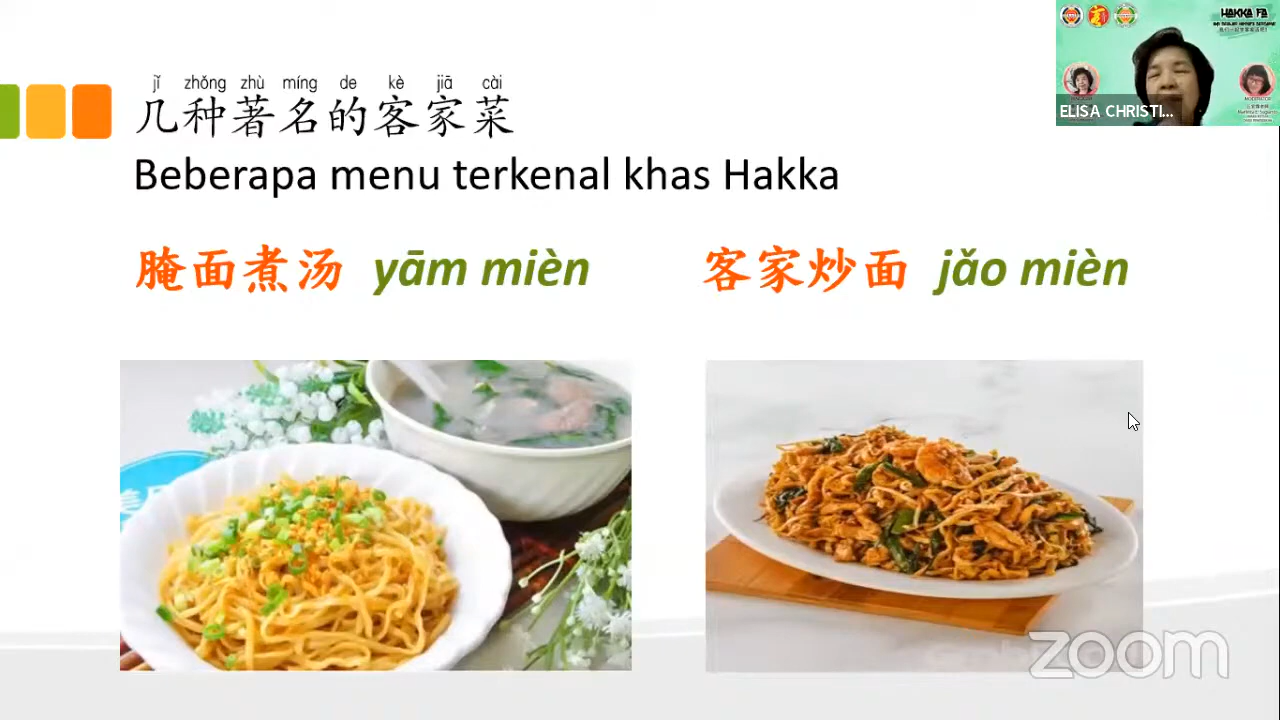 jǐ zhǒng zhù míng de kè jiā cài
几种著名的客家菜
Beberapa menu terkenal khas Hakka
腌面煮汤 yām mièn
客家炒面 jǎo mièn
HAKKA FA
ELISA CHRISTI...
MODERATOR
zoom